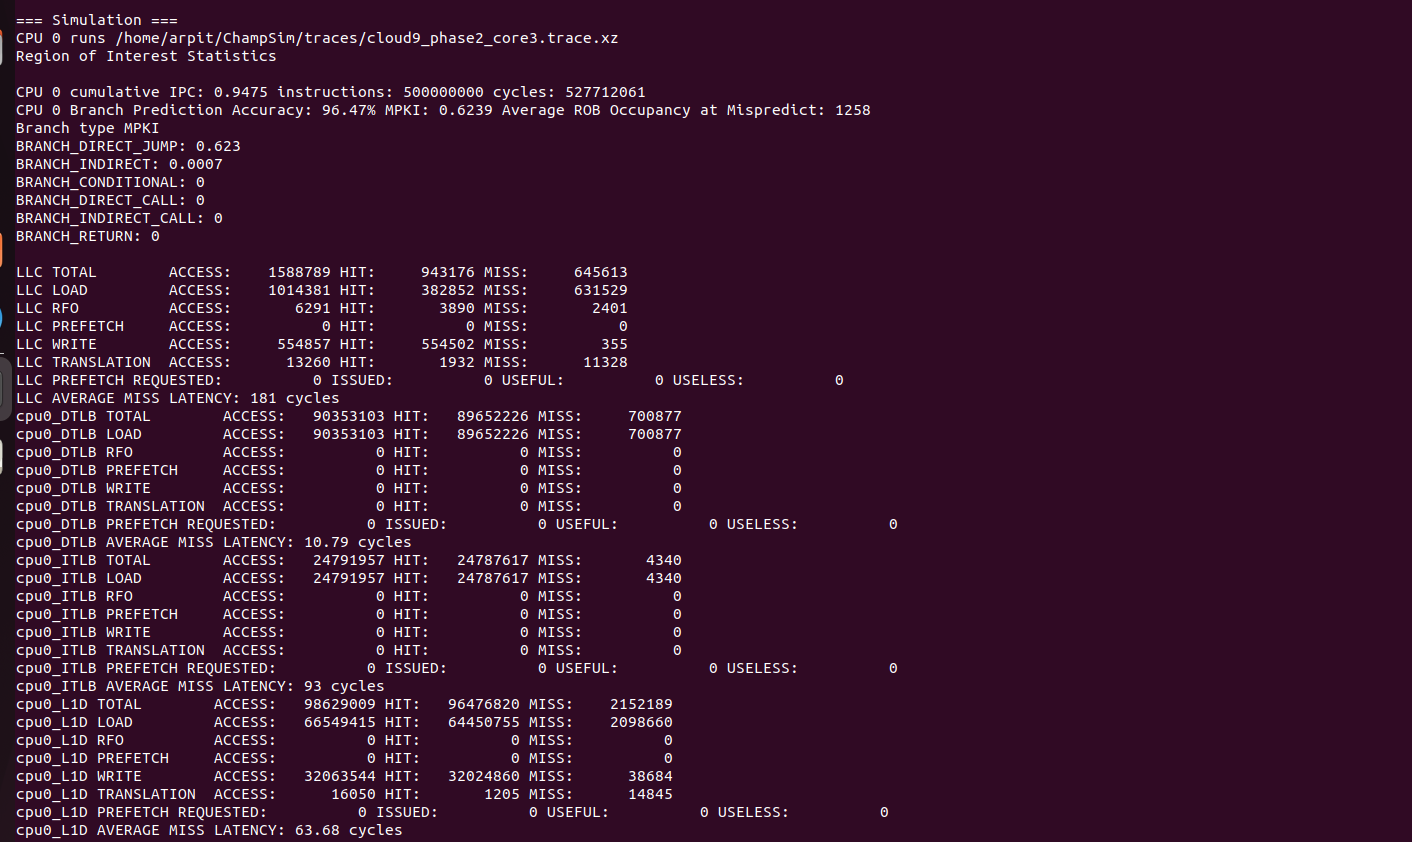 === Simulation ===
CPU 0 runs /home/arpit/ChampSim/traces/cloud9_phase2_core3.trace.xz
Region of Interest Statistics
CPU 0 cumulative IPC: 0.9475 instructions: 500000000 cycles: 527712061
CPU 0 Branch Prediction Accuracy: 96.47% MPKI: 0.6239 Average ROB Occupancy at Mispredict: 1258
Branch type MPKI
BRANCH_DIRECT_JUMP: 0.623
BRANCH_INDIRECT: 0.0007
BRANCH_CONDITIONAL: 0
BRANCH_DIRECT_CALL: 0
BRANCH_INDIRECT_CALL: 0
BRANCH_RETURN: 0
LLC TOTAL ACCESS: 1588789 HIT: 943176 MISS: 645613
LLC LOAD ACCESS: 1014381 HIT: 382852 MISS: 631529
LLC RFO ACCESS: 6291 HIT: 3890 MISS: 2401
LLC PREFETCH ACCESS: 0 HIT: 0 MISS: 0
LLC WRITE ACCESS: 554857 HIT: 554502 MISS: 355
LLC TRANSLATION ACCESS: 13260 HIT: 1932 MISS: 11328
LLC PREFETCH REQUESTED: 0 ISSUED: 0 USEFUL: 0 USELESS: 0
LLC AVERAGE MISS LATENCY: 181 cycles
cpu0_DTLB TOTAL ACCESS: 90353103 HIT: 89652226 MISS: 700877
cpu0_DTLB LOAD ACCESS: 90353103 HIT: 89652226 MISS: 700877
cpu0_DTLB RFO ACCESS: 0 HIT: 0 MISS: 0
cpu0_DTLB PREFETCH ACCESS: 0 HIT: 0 MISS: 0
cpu0_DTLB WRITE ACCESS: 0 HIT: 0 MISS: 0
cpu0_DTLB TRANSLATION ACCESS: 0 HIT: 0 MISS: 0
cpu0_DTLB PREFETCH REQUESTED: 0 ISSUED: 0 USEFUL: 0 USELESS: 0
cpu0_DTLB AVERAGE MISS LATENCY: 10.79 cycles
cpu0_ITLB TOTAL ACCESS: 24791957 HIT: 24787617 MISS: 4340
cpu0_ITLB LOAD ACCESS: 24791957 HIT: 24787617 MISS: 4340
cpu0_ITLB RFO ACCESS: 0 HIT: 0 MISS: 0
cpu0_ITLB PREFETCH ACCESS: 0 HIT: 0 MISS: 0
cpu0_ITLB WRITE ACCESS: 0 HIT: 0 MISS: 0
cpu0_ITLB TRANSLATION ACCESS: 0 HIT: 0 MISS: 0
cpu0_ITLB PREFETCH REQUESTED: 0 ISSUED: 0 USEFUL: 0 USELESS: 0
cpu0_ITLB AVERAGE MISS LATENCY: 93 cycles
cpu0_L1D TOTAL ACCESS: 98629009 HIT: 96476820 MISS: 2152189
cpu0_L1D LOAD ACCESS: 66549415 HIT: 64450755 MISS: 2098660
cpu0_L1D RFO ACCESS: 0 HIT: 0 MISS: 0
cpu0_L1D PREFETCH ACCESS: 0 HIT: 0 MISS: 0
cpu0_L1D WRITE ACCESS: 32063544 HIT: 32024860 MISS: 38684
cpu0_L1D TRANSLATION ACCESS: 16050 HIT: 1205 MISS: 14845
cpu0_L1D PREFETCH REQUESTED: 0 ISSUED: 0 USEFUL: 0 USELESS: 0
cpu0_L1D AVERAGE MISS LATENCY: 63.68 cycles